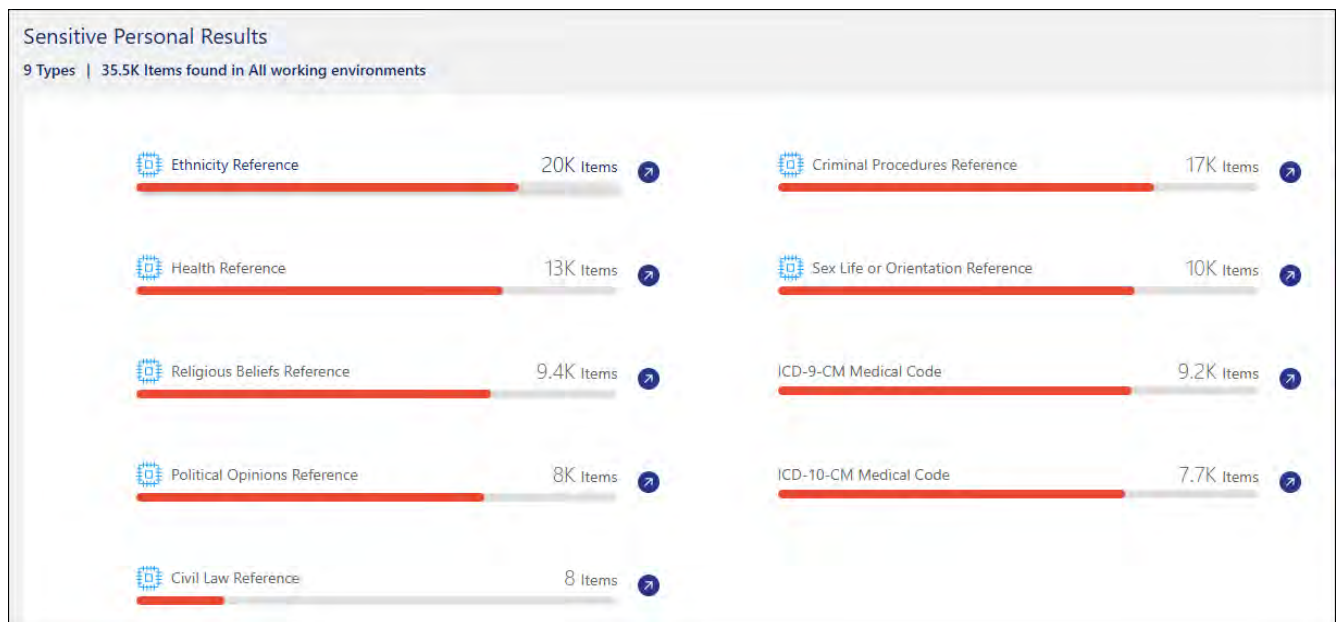 Sensitive Personal Results
9 Types | 35.5K Items found in All working environments
Ethnicity Reference 20K Items
Criminal Procedures Reference 17K Items
Health Reference 13K Items
Sex Life or Orientation Reference 10K Items
Religious Beliefs Reference 9.4K Items
ICD-9-CM Medical Code 9.2K Items
Political Opinions Reference 8K Items
ICD-10-CM Medical Code 7.7K Items
Civil Law Reference 8 Items